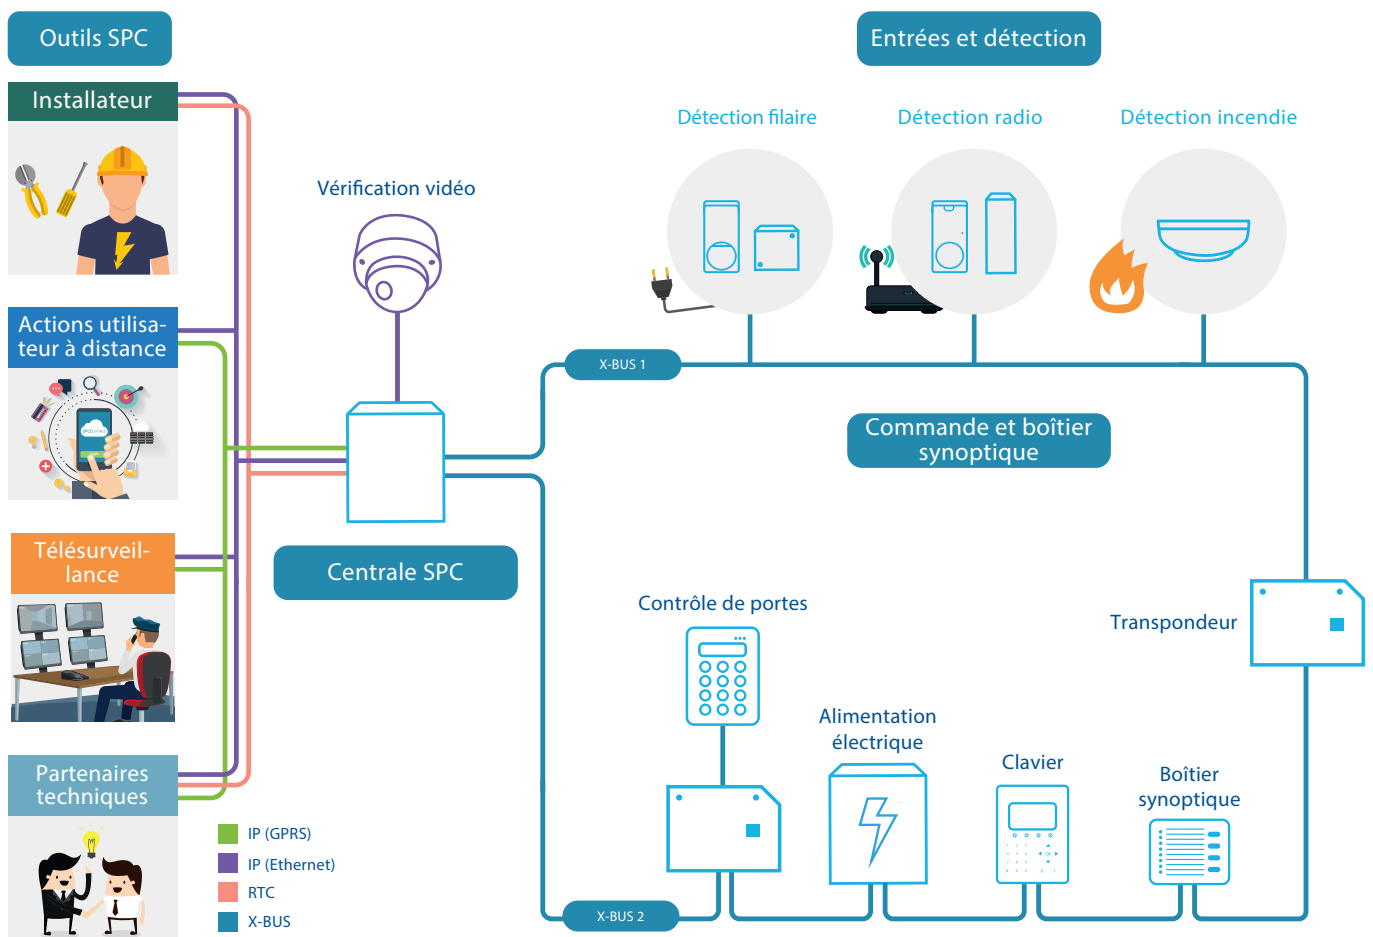 Outils SPC
Installateur
Actions utilisa-
teur à distance
Télésurveil-
lance
Partenaires
techniques
Vérification vidéo
Centrale SPC
IP (GPRS)
IP (Ethernet)
RTC
X-BUS
Entrées et détection
Détection filaire
Détection radio
Détection incendie
X-BUS 1
Commande et boîtier
synoptique
Transpondeur
Contrôle de portes
Alimentation
électrique
Clavier
Boîtier
synoptique
X-BUS 2